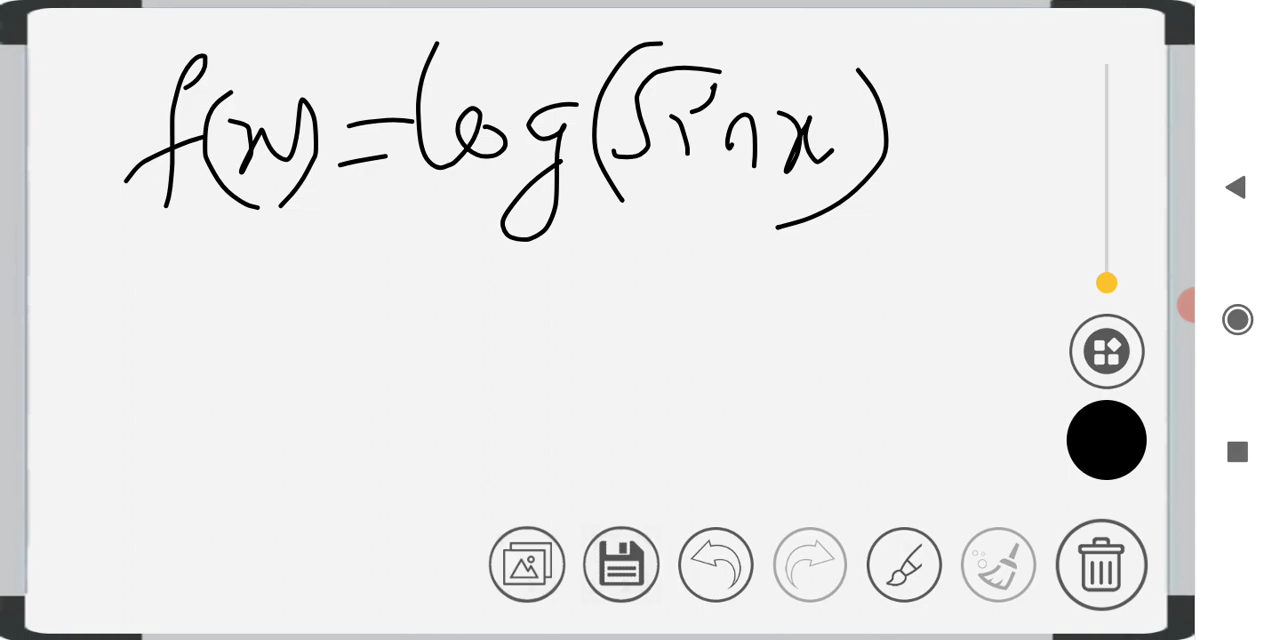 f(x) = log(sin x)